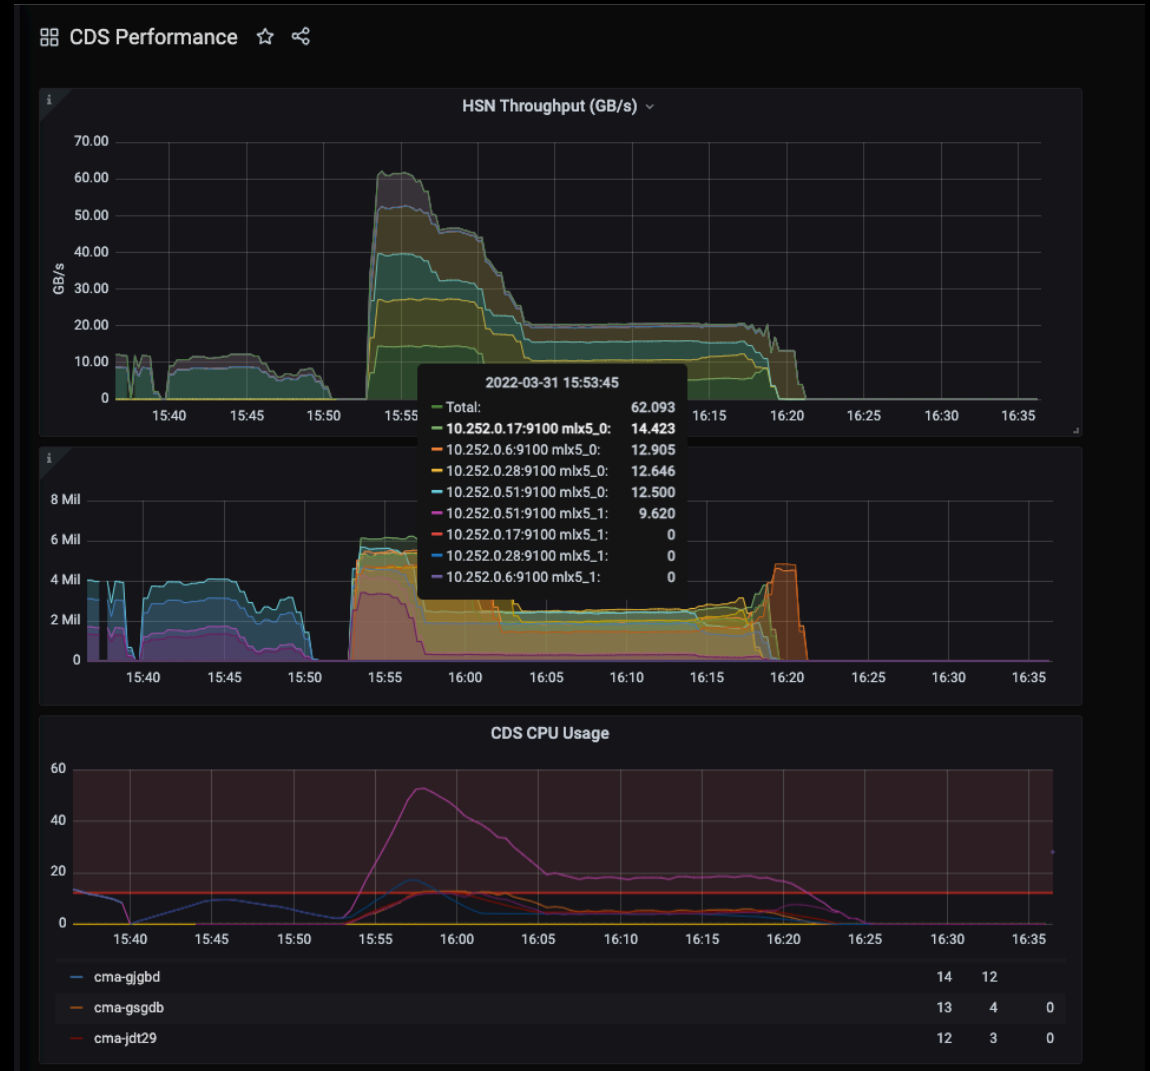 CDS Performance
HSN Throughput (GB/s)
70.00
60.00
50.00
40.00
30.00
20.00
10.00
0
GB/s
15:40 15:45 15:50 15:55 16:15 16:20 16:25 16:30 16:35
2022-03-31 15:53:45
Total: 62.093
10.252.0.17:9100 mlx5_0: 14.423
10.252.0.6:9100 mlx5_0: 12.905
10.252.0.28:9100 mlx5_0: 12.646
10.252.0.51:9100 mlx5_0: 12.500
10.252.0.51:9100 mlx5_1: 9.620
10.252.0.17:9100 mlx5_1: 0
10.252.0.28:9100 mlx5_1: 0
10.252.0.6:9100 mlx5_1: 0
8 Mil
6 Mil
4 Mil
2 Mil
0
15:40 15:45 15:50 15:55 16:00 16:05 16:10 16:15 16:20 16:25 16:30 16:35
CDS CPU Usage
60
40
20
0
15:40 15:45 15:50 15:55 16:00 16:05 16:10 16:15 16:20 16:25 16:30 16:35
cma-gjgbd 14 12
cma-gsgdb 13 4 0
cma-jdt29 12 3 0